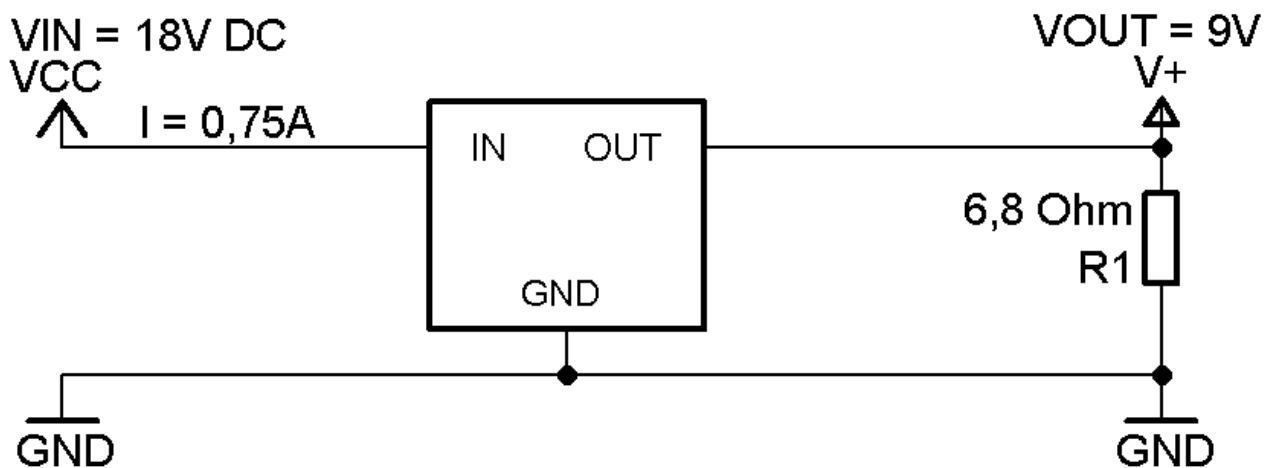 VIN = 18V DC
VCC
I = 0,75A
IN
OUT
GND
VOUT = 9V
V+
6,8 Ohm
R1
GND
GND